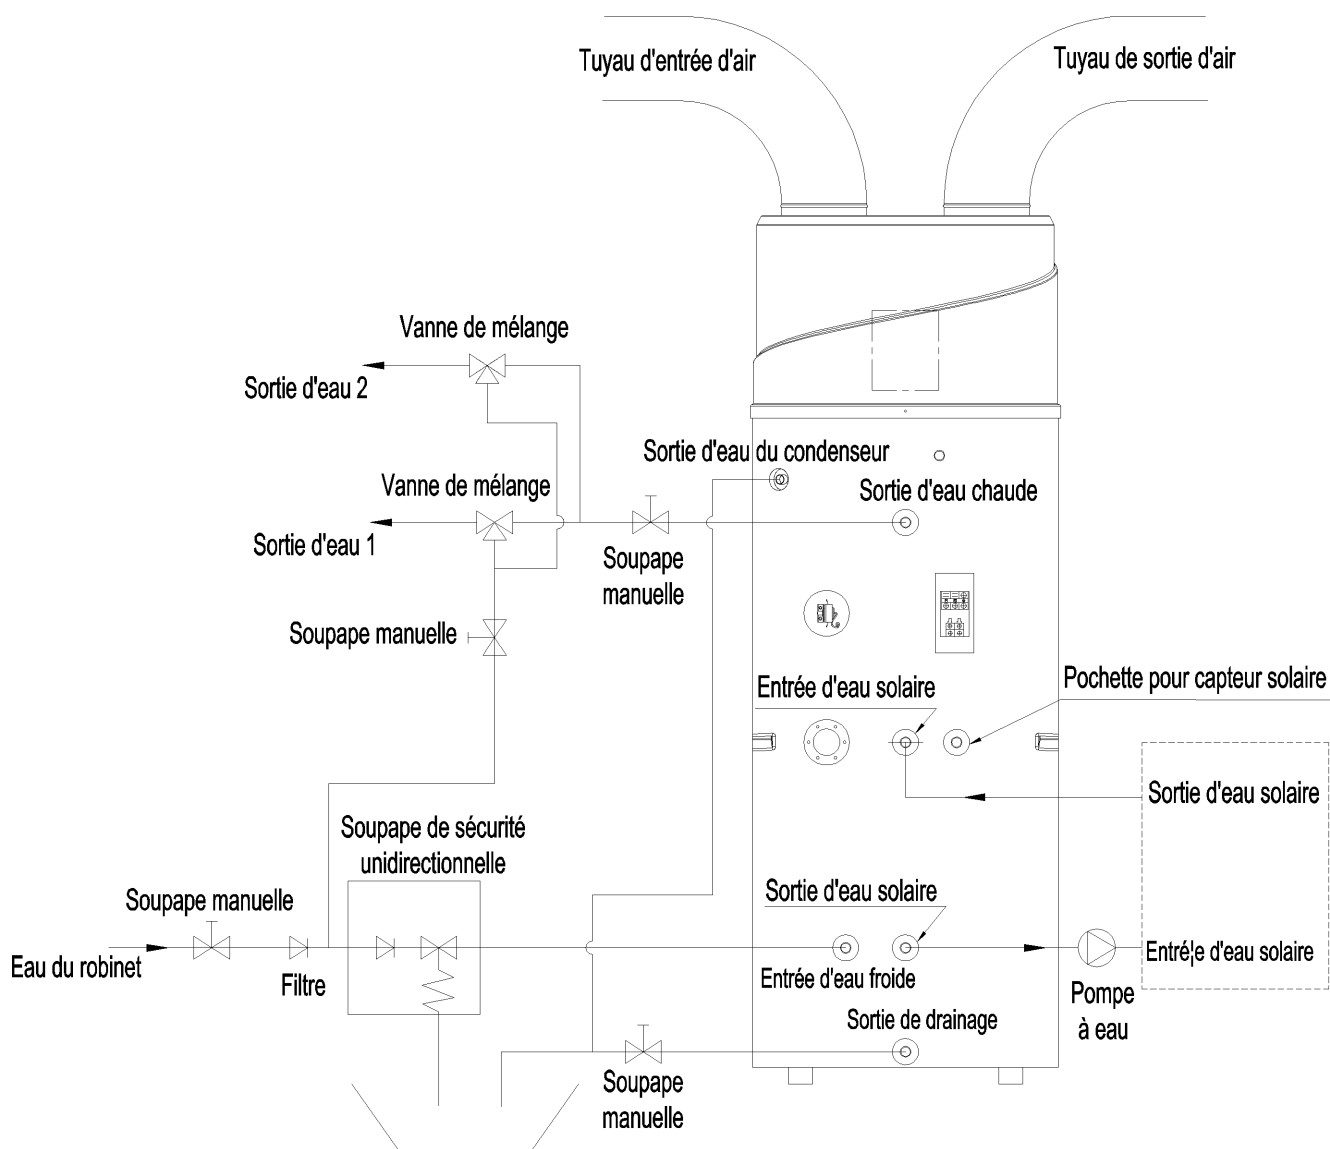 Tuyau d'entrée d'air
Tuyau de sortie d'air
Vanne de mélange
Sortie d'eau 2
Sortie d'eau du condenseur
Vanne de mélange
Sortie d'eau chaude
Sortie d'eau 1
Soupape
manuelle
Soupape manuelle
Entrée d'eau solaire
Pochette pour capteur solaire
Sortie d'eau solaire
Soupape de sécurité
unidirectionnelle
Soupape manuelle
Sortie d'eau solaire
Eau du robinet
Filtre
Entrée d'eau froide
Entré¦e d'eau solaire
Pompe
à eau
Sortie de drainage
Soupape
manuelle